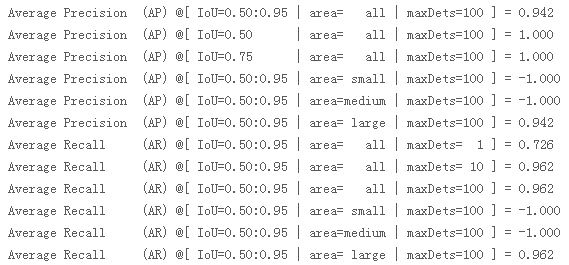 Average Precision  (AP) @[ IoU=0.50:0.95 | area=   all | maxDets=100 ] = 0.942
Average Precision  (AP) @[ IoU=0.50      | area=   all | maxDets=100 ] = 1.000
Average Precision  (AP) @[ IoU=0.75      | area=   all | maxDets=100 ] = 1.000
Average Precision  (AP) @[ IoU=0.50:0.95 | area= small | maxDets=100 ] = -1.000
Average Precision  (AP) @[ IoU=0.50:0.95 | area=medium | maxDets=100 ] = -1.000
Average Precision  (AP) @[ IoU=0.50:0.95 | area= large | maxDets=100 ] = 0.942
Average Recall     (AR) @[ IoU=0.50:0.95 | area=   all | maxDets=  1 ] = 0.726
Average Recall     (AR) @[ IoU=0.50:0.95 | area=   all | maxDets= 10 ] = 0.962
Average Recall     (AR) @[ IoU=0.50:0.95 | area=   all | maxDets=100 ] = 0.962
Average Recall     (AR) @[ IoU=0.50:0.95 | area= small | maxDets=100 ] = -1.000
Average Recall     (AR) @[ IoU=0.50:0.95 | area=medium | maxDets=100 ] = -1.000
Average Recall     (AR) @[ IoU=0.50:0.95 | area= large | maxDets=100 ] = 0.962